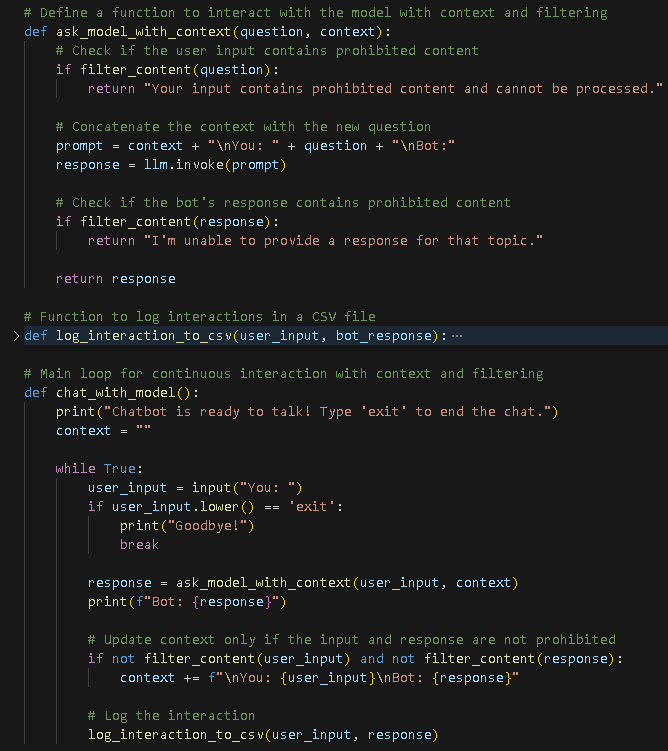 # Define a function to interact with the model with context and filtering
def ask_model_with_context(question, context):
    # Check if the user input contains prohibited content
    if filter_content(question):
        return "Your input contains prohibited content and cannot be processed."

    # Concatenate the context with the new question
    prompt = context + "\nYou: " + question + "\nBot:"
    response = llm.invoke(prompt)

    # Check if the bot's response contains prohibited content
    if filter_content(response):
        return "I'm unable to provide a response for that topic."

    return response

# Function to log interactions in a CSV file
def log_interaction_to_csv(user_input, bot_response):···

# Main loop for continuous interaction with context and filtering
def chat_with_model():
    print("Chatbot is ready to talk! Type 'exit' to end the chat.")
    context = ""

    while True:
        user_input = input("You: ")
        if user_input.lower() == 'exit':
            print("Goodbye!")
            break

        response = ask_model_with_context(user_input, context)
        print(f"Bot: {response}")

        # Update context only if the input and response are not prohibited
        if not filter_content(user_input) and not filter_content(response):
            context += f"\nYou: {user_input}\nBot: {response}"

        # Log the interaction
        log_interaction_to_csv(user_input, response)